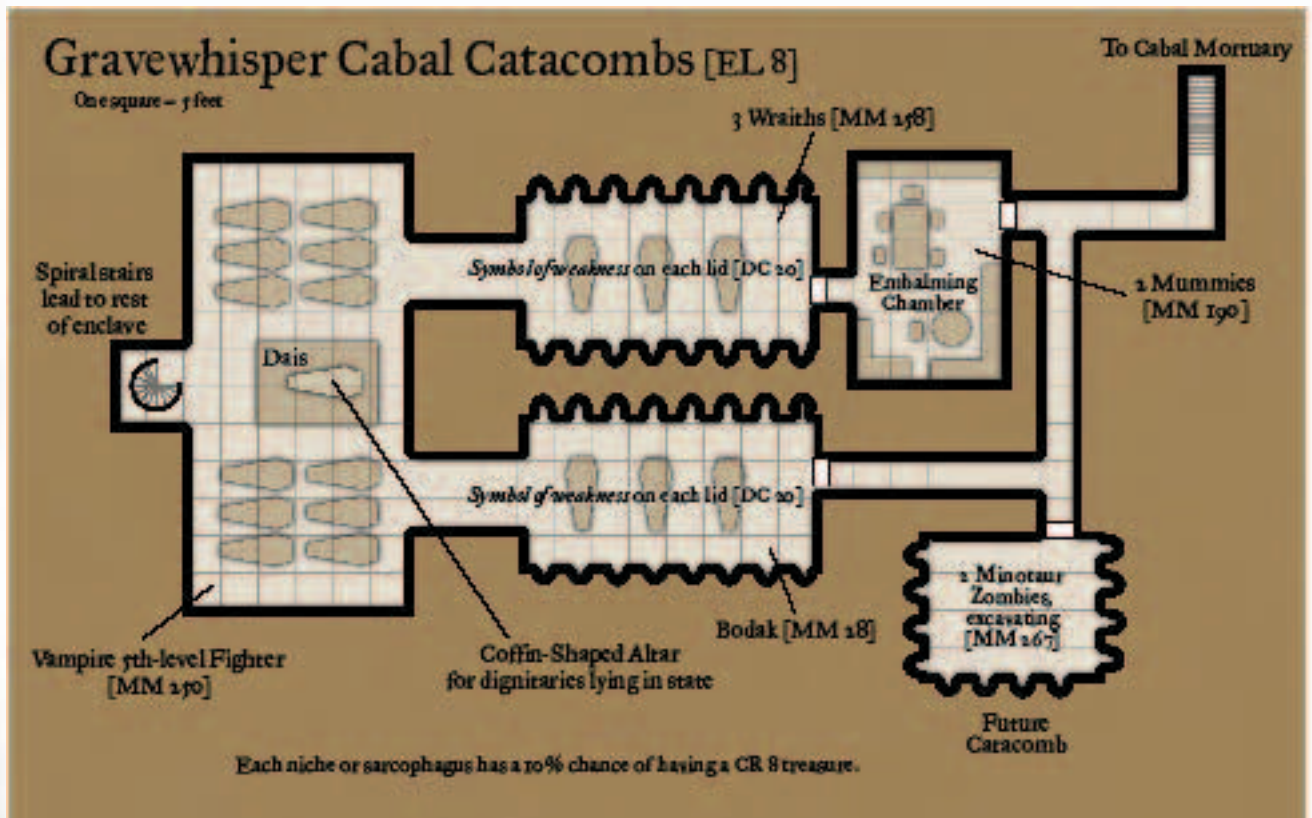 Gravewhisper Cabal Catacombs [EL 8]
One square = 5 feet
To Cabal Mortuary
3 Wraiths [MM 258]
Spiral stairs
lead to rest
of enclave
Symbol of weakness on each lid [DC 20]
Embalming
Chamber
2 Mummies
[MM 190]
Dais
Symbol of weakness on each lid [DC 20]
2 Minotaur
Zombies,
excavating
[MM 267]
Bodak [MM 28]
Vampire 5th-level Fighter
[MM 250]
Coffin-Shaped Altar
for dignitaries lying in state
Future
Catacomb
Each niche or sarcophagus has a 10% chance of having a CR 8 treasure.